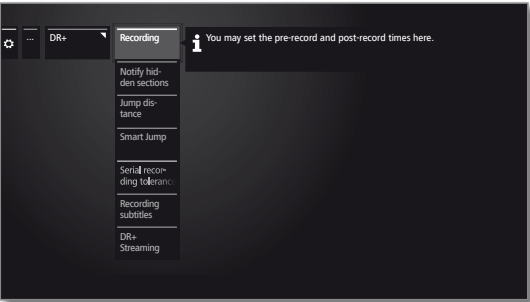 ...
DR+
Recording
You may set the pre-record and post-record times here.
Notify hid-
den sections
Jump dis-
tance
Smart Jump
Serial recor-
ding tolerance
Recording
subtitles
DR+
Streaming